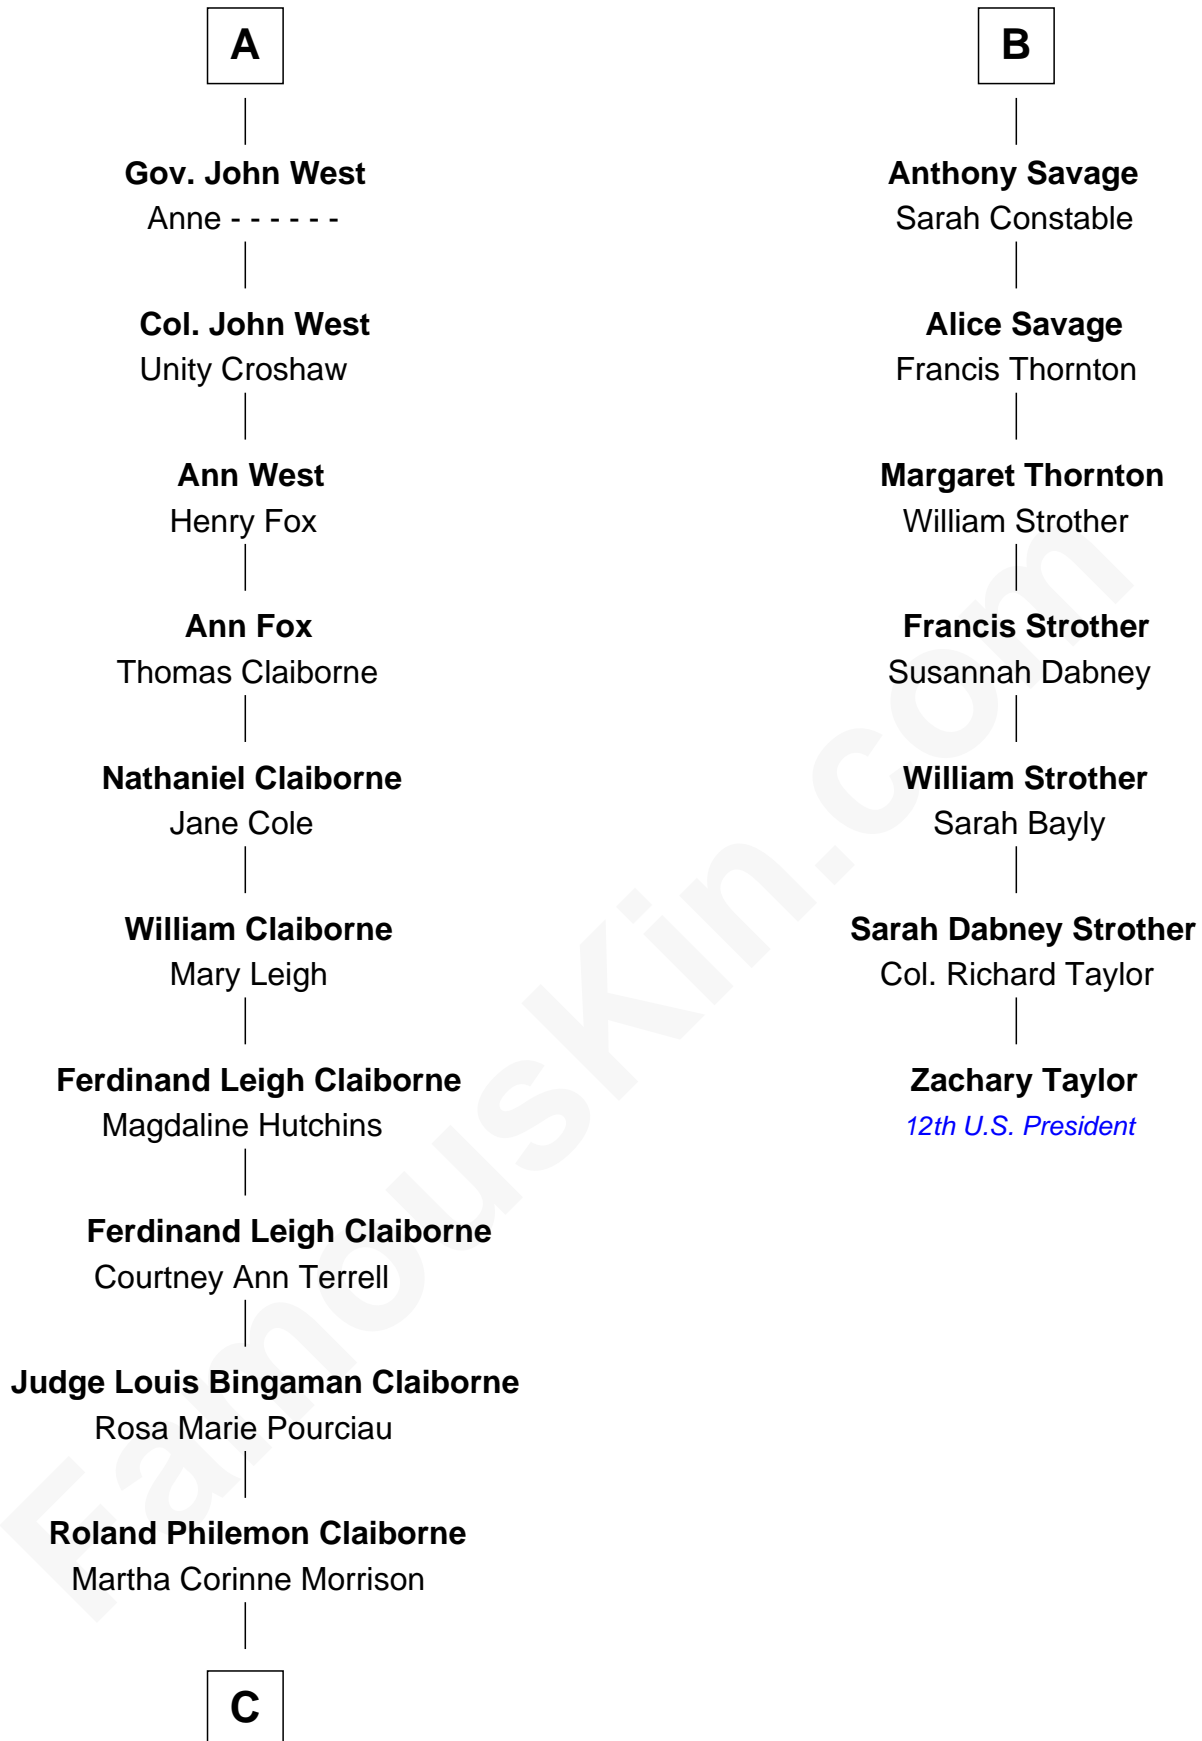 A
Gov. John West
Anne - - - - - -
Col. John West
Unity Croshaw
Ann West
Henry Fox
Ann Fox
Thomas Claiborne
Nathaniel Claiborne
Jane Cole
William Claiborne
Mary Leigh
Ferdinand Leigh Claiborne
Magdaline Hutchins
Ferdinand Leigh Claiborne
Courtney Ann Terrell
Judge Louis Bingaman Claiborne
Rosa Marie Pourciau
Roland Philemon Claiborne
Martha Corinne Morrison
C
B
Anthony Savage
Sarah Constable
Alice Savage
Francis Thornton
Margaret Thornton
William Strother
Francis Strother
Susannah Dabney
William Strother
Sarah Bayly
Sarah Dabney Strother
Col. Richard Taylor
Zachary Taylor
12th U.S. President
FamousKin.com